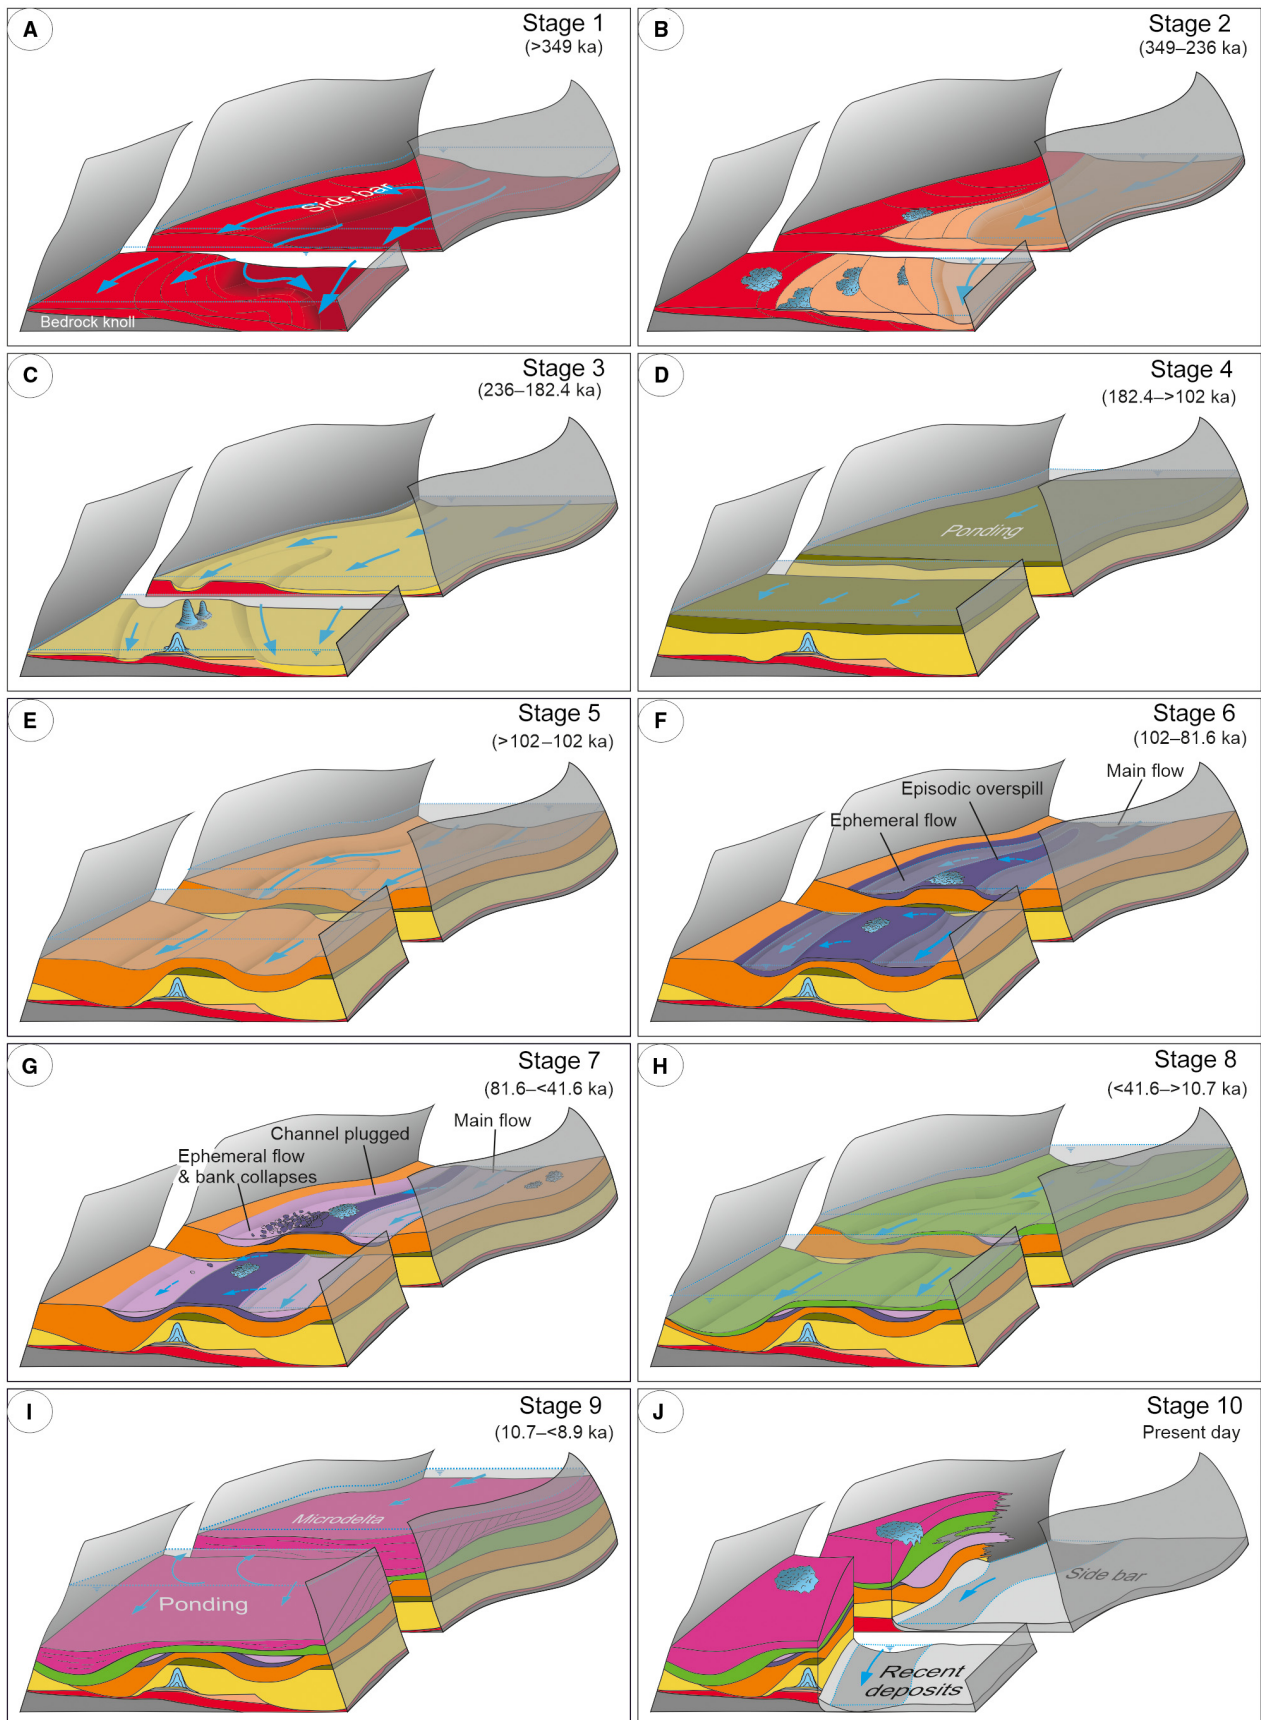 A
Stage 1
(>349 ka)
Side bar
Bedrock knoll
B
Stage 2
(349–236 ka)
C
Stage 3
(236–182.4 ka)
D
Stage 4
(182.4–>102 ka)
Ponding
E
Stage 5
(>102–102 ka)
F
Stage 6
(102–81.6 ka)
Main flow
Episodic overspill
Ephemeral flow
G
Stage 7
(81.6–<41.6 ka)
Main flow
Channel plugged
Ephemeral flow
& bank collapses
H
Stage 8
(<41.6–>10.7 ka)
I
Stage 9
(10.7–<8.9 ka)
Microdelta
Ponding
J
Stage 10
Present day
Side bar
Recent
deposits